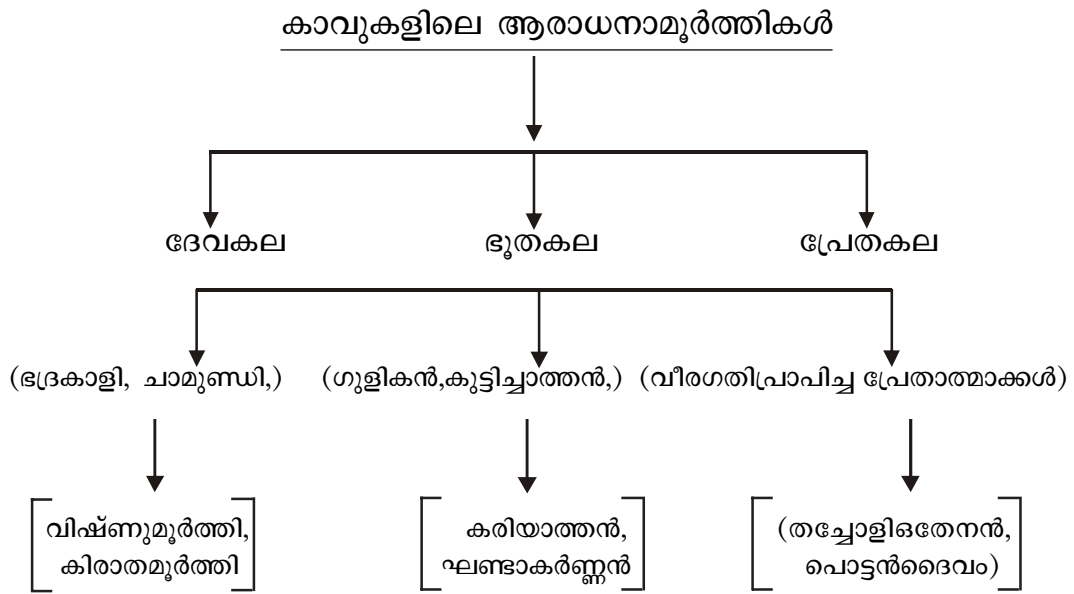 കാവുകളിലെ ആരാധനാമൂർത്തികൾ
ദേവകല ഭൂതകല പ്രേതകല
(ഭദ്രകാളി, ചാമുണ്ഡി,) (ഗുളികൻ,കുട്ടിച്ചാത്തൻ,) (വീരഗതിപ്രാപിച്ച പ്രേതാത്മാക്കൾ)
വിഷ്ണുമൂർത്തി, കരിയാത്തൻ, (തച്ചോളിഒതേനൻ,
കിരാതമൂർത്തി ഘണ്ടാകർണ്ണൻ പൊട്ടൻദൈവം)